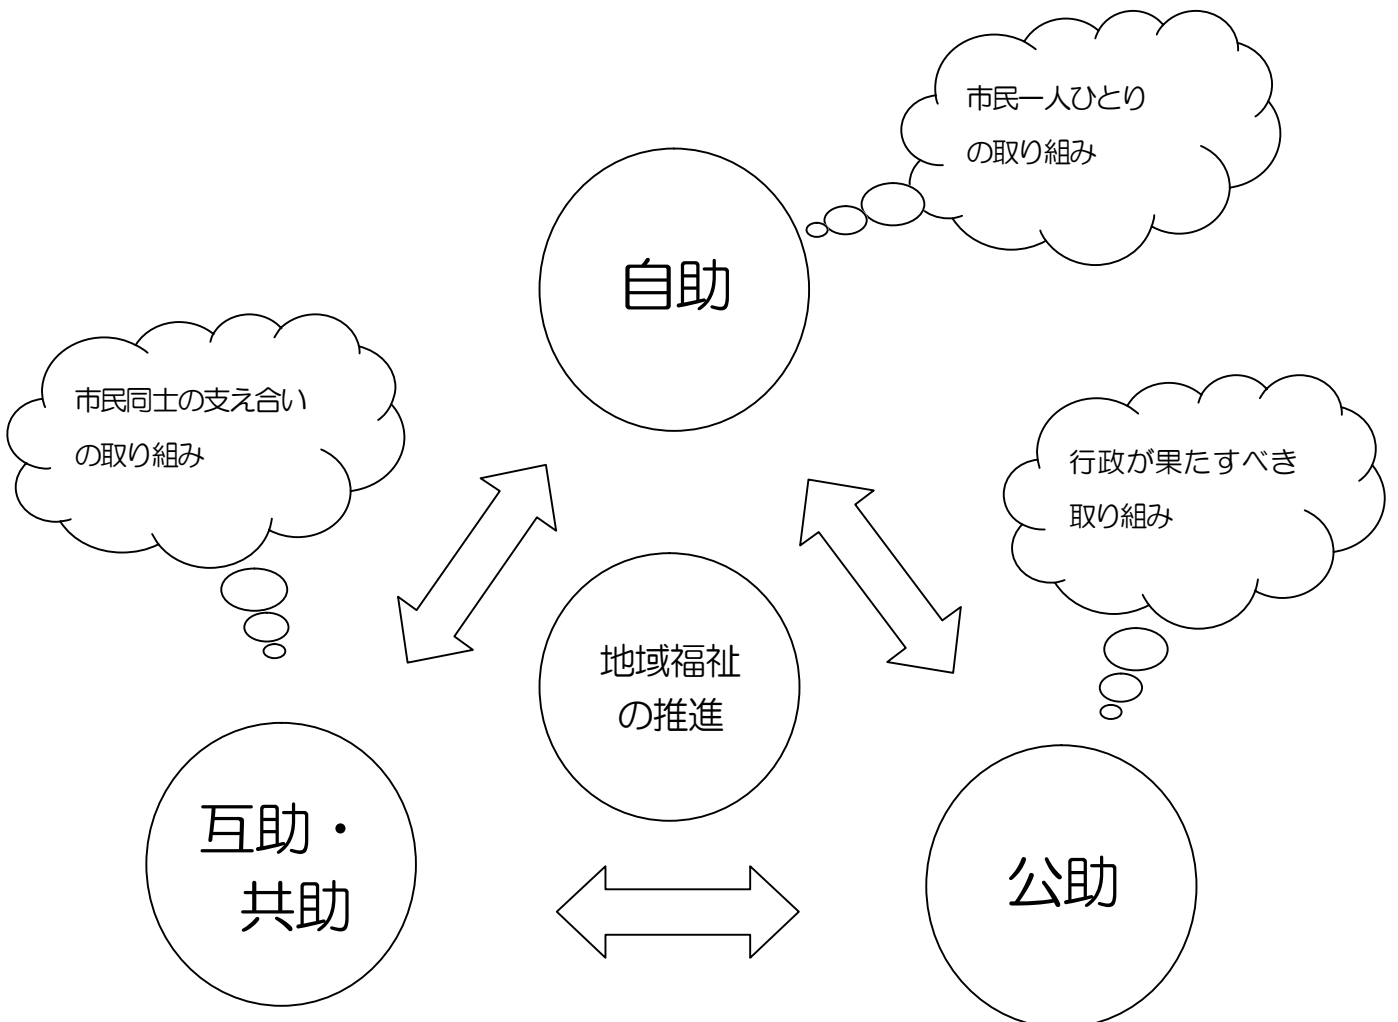 市民一人ひとり
の取り組み
自助
市民同士の支え合い
の取り組み
行政が果たすべき
取り組み
地域福祉
の推進
互助・
共助
公助